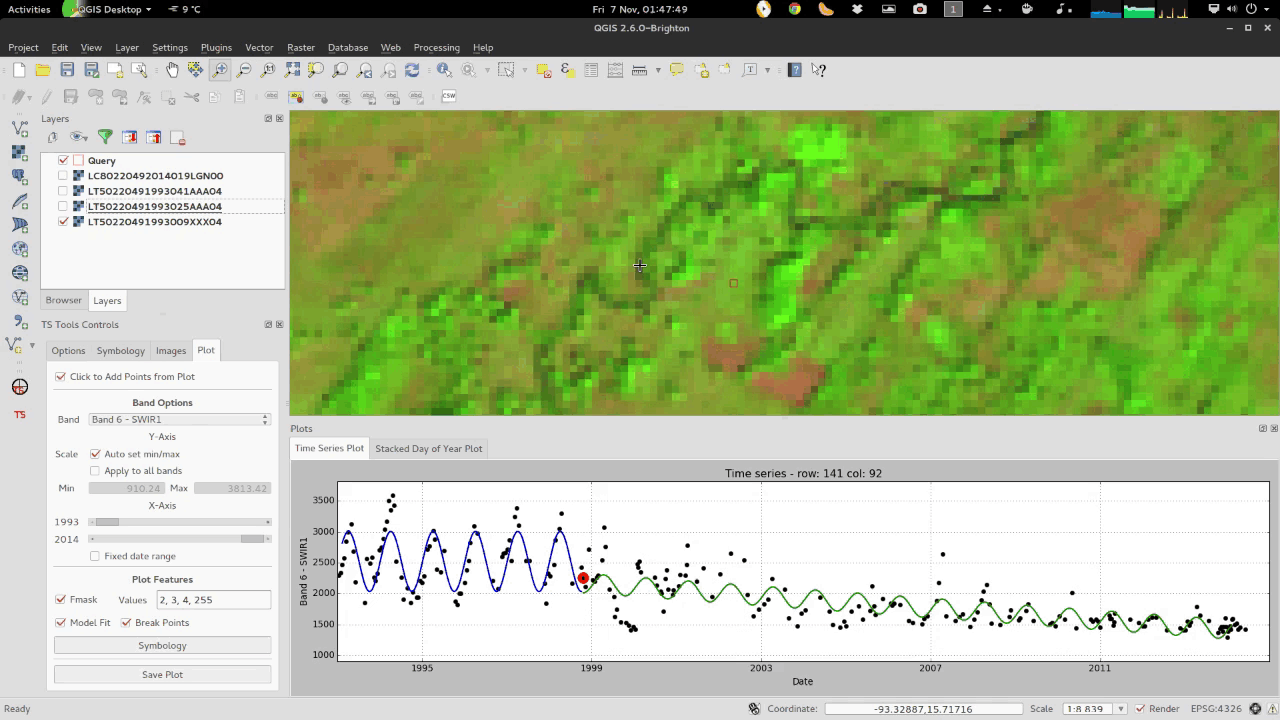 Activities QGIS Desktop 9 °C Fri 7 Nov, 01:47:49 1
QGIS 2.6.0-Brighton
Project Edit View Layer Settings Plugins Vector Raster Database Web Processing Help
CSW
Layers
Query
LC80220492014019LGN00
LT50220491993041AAA04
LT50220491993025AAA04
LT50220491993009XXX04
Browser Layers
TS Tools Controls
Options Symbology Images Plot
Click to Add Points from Plot
Band Options
Band Band 6 - SWIR1
Y-Axis
Scale Auto set min/max
Apply to all bands
Min 910.24 Max 3813.42
X-Axis
1993
2014
Fixed date range
Plot Features
Fmask Values 2, 3, 4, 255
Model Fit Break Points
Symbology
Save Plot
TS
Plots
Time Series Plot Stacked Day of Year Plot
Time series - row: 141 col: 92
Band 6 - SWIR1
3500
3000
2500
2000
1500
1000
1995 1999 2003 2007 2011
Date
Ready Coordinate: -93.32887,15.71716 Scale 1:8.839 Render EPSG:4326